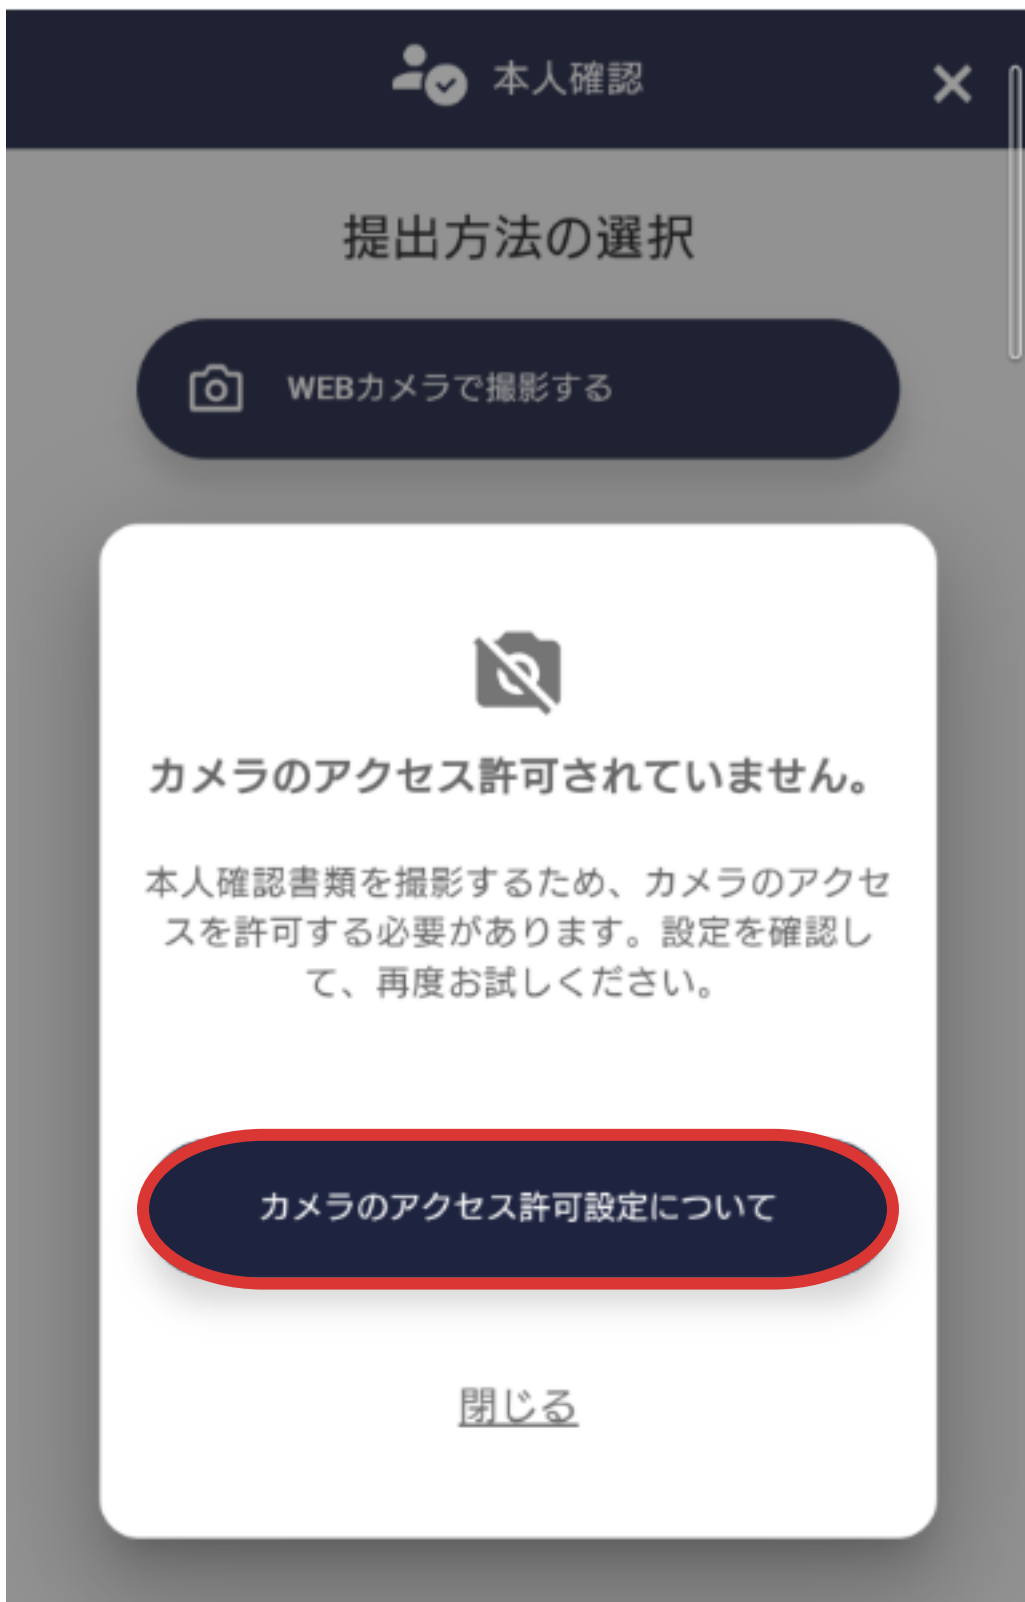 本人確認
提出方法の選択
WEBカメラで撮影する
カメラのアクセス許可されていません。
本人確認書類を撮影するため、カメラのアクセ
スを許可する必要があります。設定を確認し
て、再度お試しください。
カメラのアクセス許可設定について
閉じる